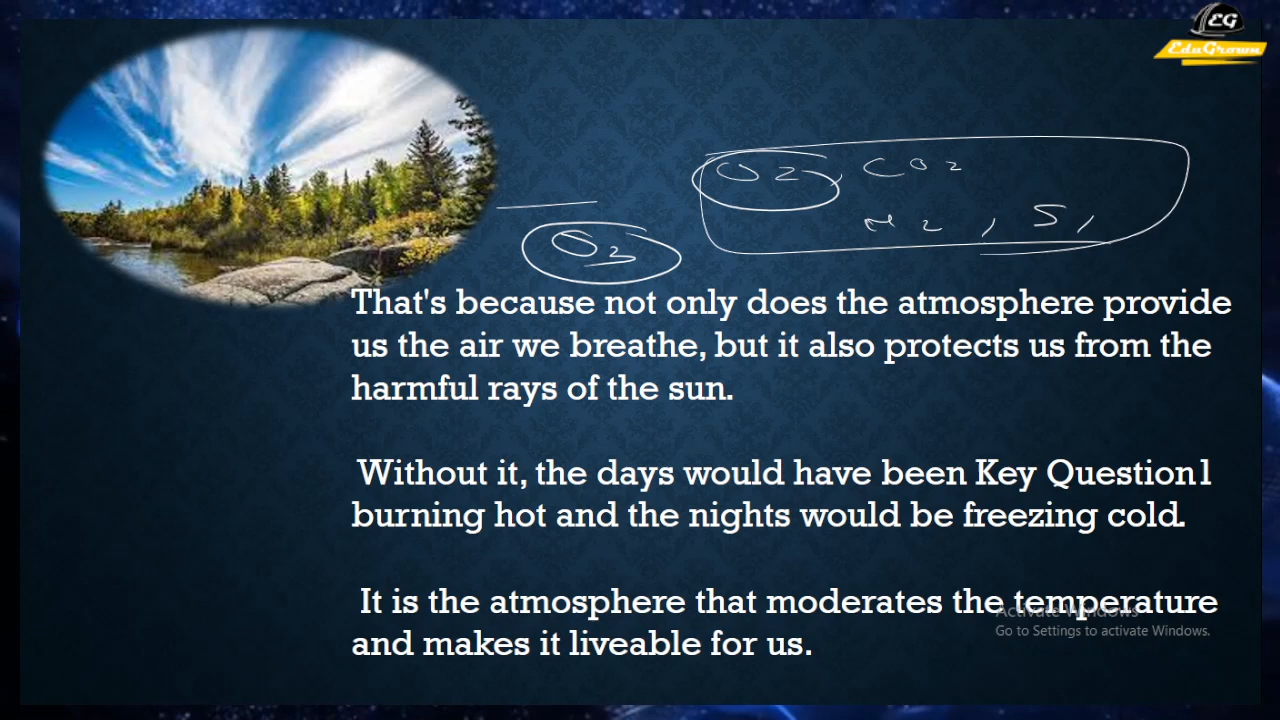 EG
EduGrown
O2 CO2
N2 , S,
O3
That's because not only does the atmosphere provide
us the air we breathe, but it also protects us from the
harmful rays of the sun.
Without it, the days would have been Key Question1
burning hot and the nights would be freezing cold.
It is the atmosphere that moderates the temperature
and makes it liveable for us.
Activate Windows
Go to Settings to activate Windows.